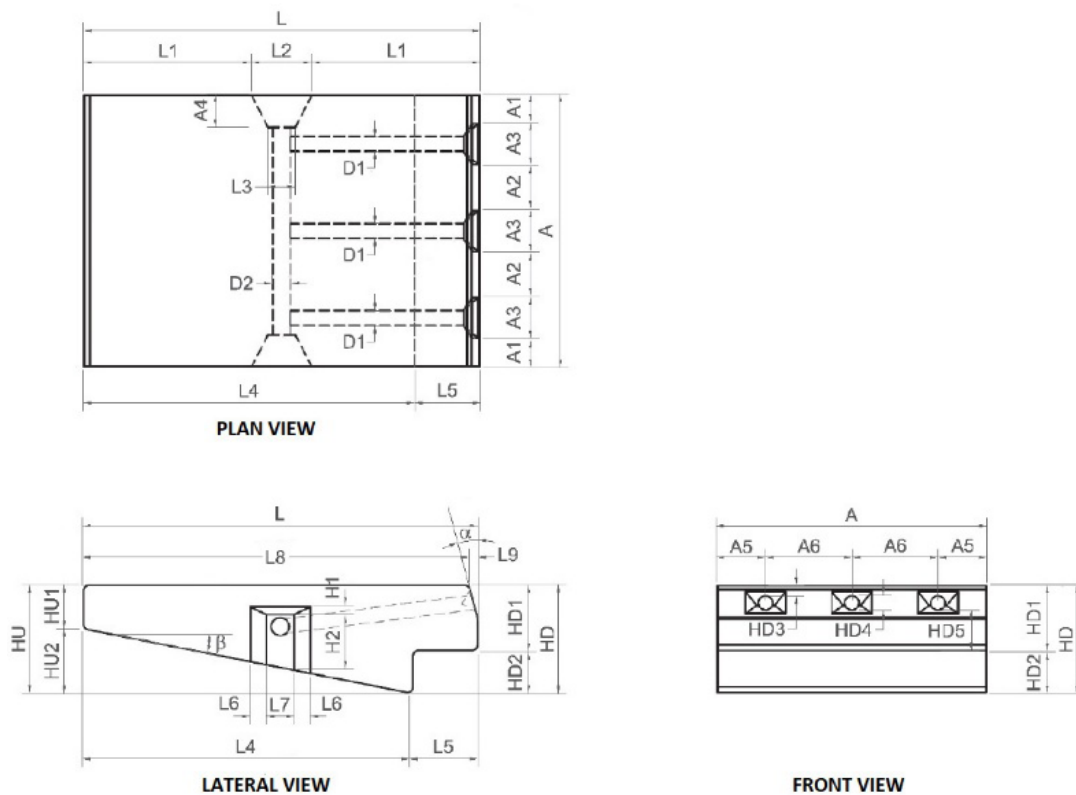 L
L1 L2 L1
A4
A1
D1
A3
L3
A2
D1
A3
A
D2
A2
A3
D1
A1
L4 L5
PLAN VIEW
L
L8 α L9
HU HU1 H1 HD1 HD
HU2 β H2 HD2
L6 L7 L6
L4 L5
LATERAL VIEW
A
A5 A6 A6 A5
HD3 HD4 HD5 HD1 HD
HD2
FRONT VIEW